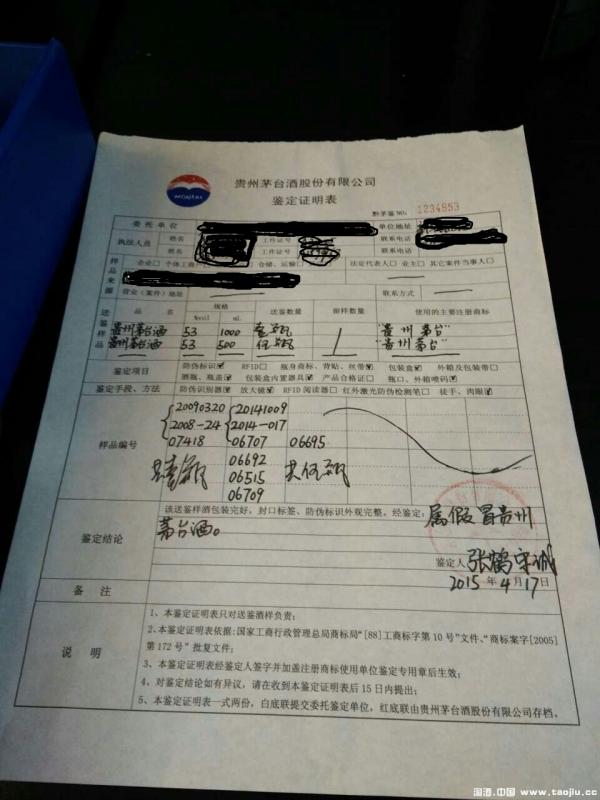 贵州茅台酒股份有限公司
鉴定证明表
黔茅鉴NO: 1234853
委托单位 单位地址
执法人员 姓名 工作证号 联系电话
姓名 工作证号 联系电话
样品来源 企业□ 个体工商 仓储、运输□ 法定代表人□ 业主□ 其它案件当事人□
营业(案件)地址 联系方式
送鉴样品 品名 规格 %vol mL 送鉴数量 留样数量 使用的主要注册商标
贵州茅台酒 53 1000 壹瓶 "贵州茅台"
贵州茅台酒 53 500 伍瓶 "贵州茅台"
鉴定项目 防伪标识☑ RFID□ 瓶身商标、背贴、丝带☑ 包装盒☑ 外箱及包装带□
酒瓶、瓶盖☑ 包装盒内置器具☑ 产品合格证□ 瓶口、外箱喷码☑
鉴定手段、方法 防伪识别器☑ 放大镜☑ RFID阅读器□ 红外激光防伪检测笔□ 徒手、肉眼☑
样品编号
20090320 20141009
2008-24 2014-017
07418 06707 06695
06692 共伍瓶
06515
06709
鉴定结论 该送鉴样酒包装完好,封口标签、防伪标识外观完整。经鉴定: 属假冒贵州
茅台酒。
鉴定人 张鹤 宋诚
2015 年 4 月 17 日
备注
说明
1、本鉴定证明表只对送鉴酒样负责;
2、本鉴定证明表依据:国家工商行政管理总局商标局"[88]工商标字第10号"文件、"商标案字[2005]
第172号"批复文件;
3、本鉴定证明表经鉴定人签字并加盖注册商标使用单位鉴定专用章后生效;
4、对鉴定结论如有异议,请在收到本鉴定证明表后15日内提出;
5、本鉴定证明表一式两份,白底联提交委托鉴定单位,红底联由贵州茅台酒股份有限公司存档。
国酒.中国 www.taojiu.cc